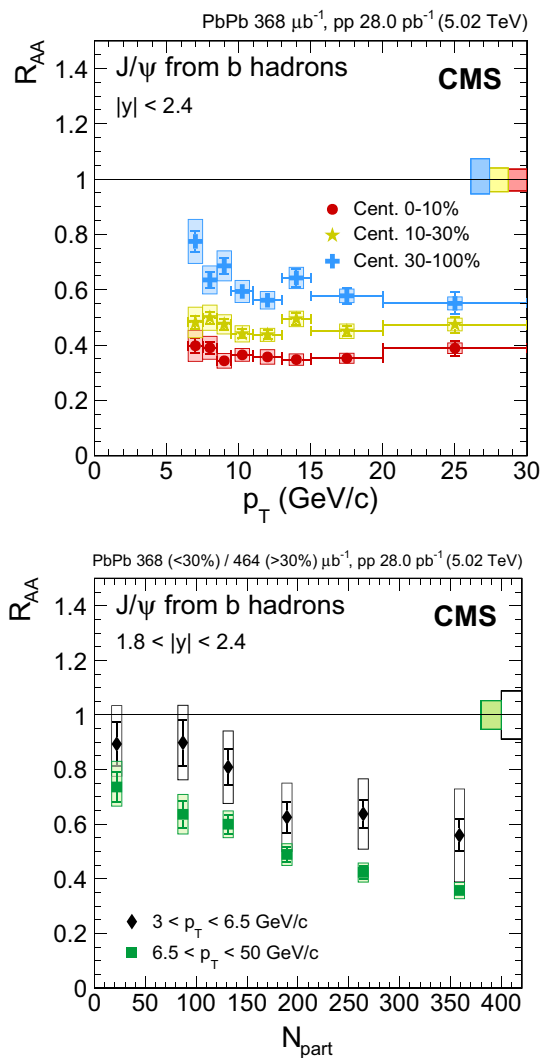 PbPb 368 μb⁻¹, pp 28.0 pb⁻¹ (5.02 TeV)
R_AA
J/ψ from b hadrons
CMS
|y| < 2.4
Cent. 0-10%
Cent. 10-30%
Cent. 30-100%
1.4
1.2
1
0.8
0.6
0.4
0.2
0
0 5 10 15 20 25 30
p_T (GeV/c)
PbPb 368 (<30%) / 464 (>30%) μb⁻¹, pp 28.0 pb⁻¹ (5.02 TeV)
R_AA
J/ψ from b hadrons
CMS
1.8 < |y| < 2.4
1.4
1.2
1
0.8
0.6
0.4
0.2
0
3 < p_T < 6.5 GeV/c
6.5 < p_T < 50 GeV/c
0 50 100 150 200 250 300 350 400
N_part